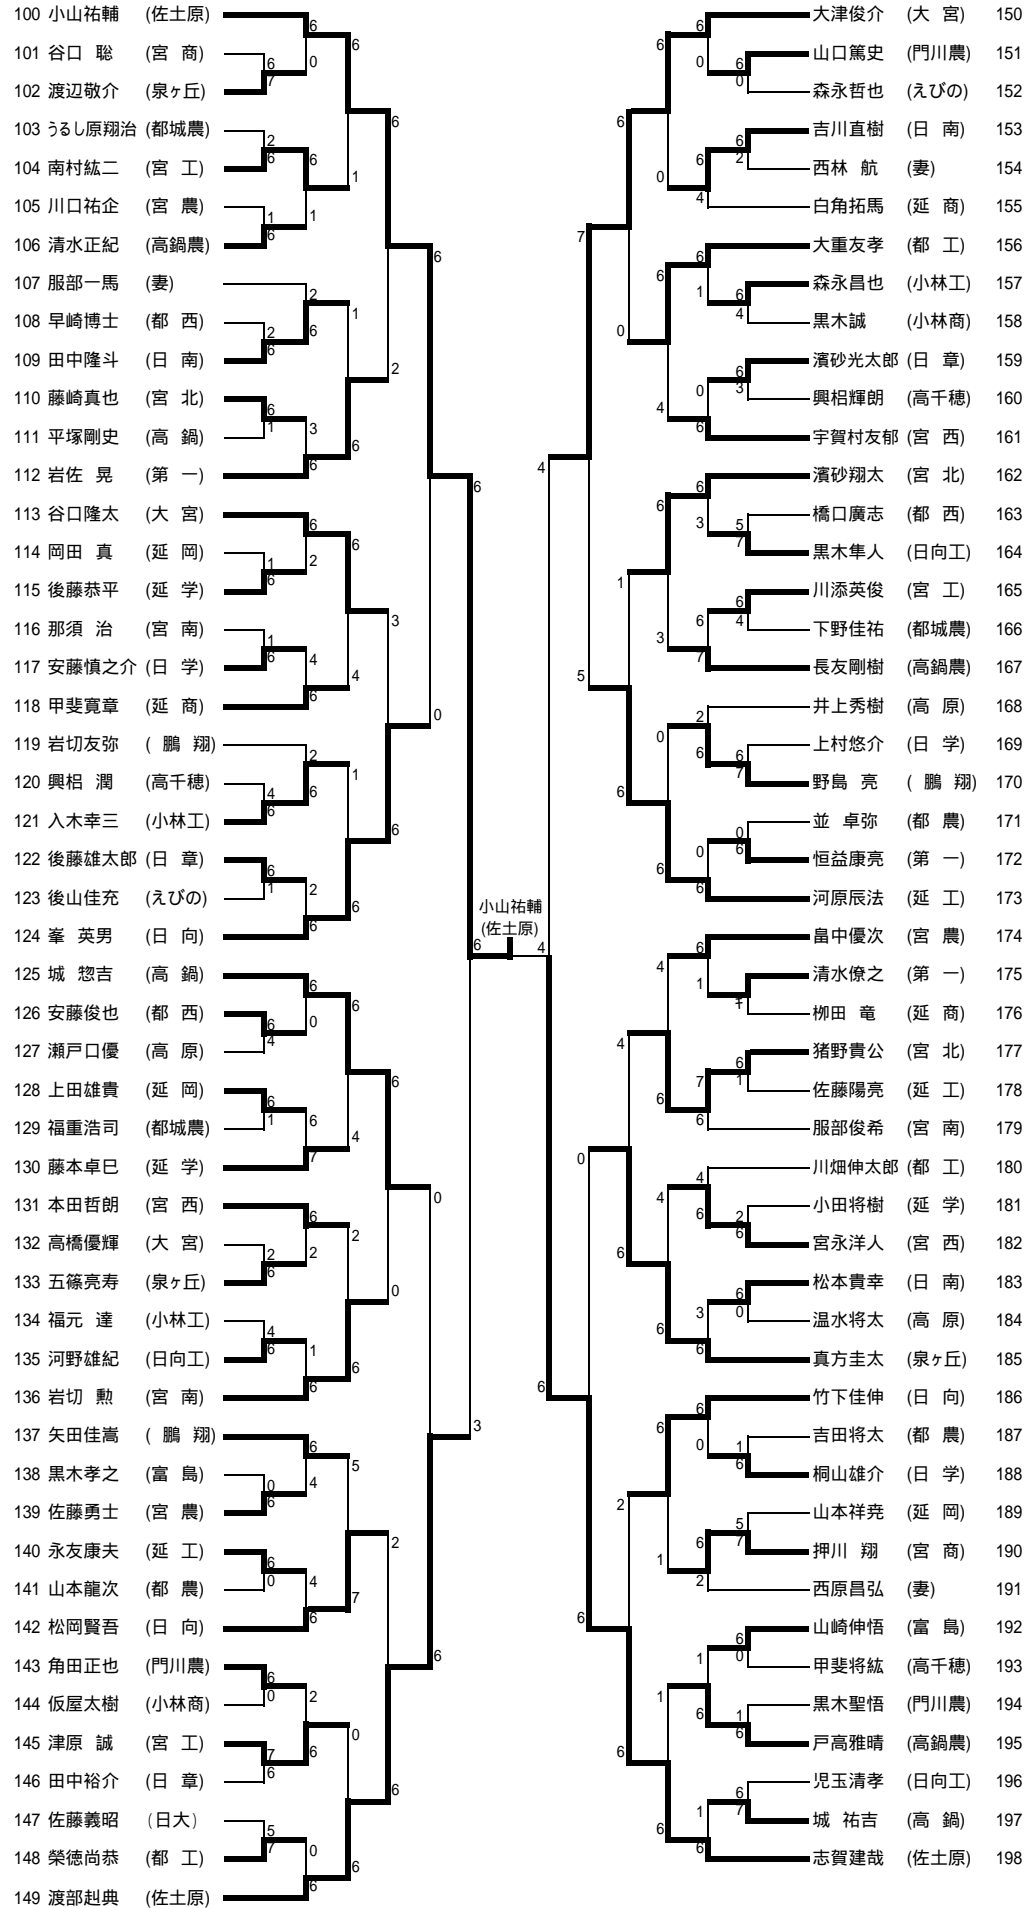 100 小山祐輔 (佐土原)
101 谷口 聡 (宮 商)
102 渡辺敬介 (泉ヶ丘)
103 うるし原翔治 (都城農)
104 南村紘二 (宮 工)
105 川口祐企 (宮 農)
106 清水正紀 (高鍋農)
107 服部一馬 (妻)
108 早崎博士 (都 西)
109 田中隆斗 (日 南)
110 藤崎真也 (宮 北)
111 平塚剛史 (高 鍋)
112 岩佐 晃 (第 一)
113 谷口隆太 (大 宮)
114 岡田 真 (延 岡)
115 後藤恭平 (延 学)
116 那須 治 (宮 南)
117 安藤慎之介 (日 学)
118 甲斐寛章 (延 商)
119 岩切友弥 ( 鵬 翔)
120 興梠 潤 (高千穂)
121 入木幸三 (小林工)
122 後藤雄太郎 (日 章)
123 後山佳充 (えびの)
124 峯 英男 (日 向)
125 城 惣吉 (高 鍋)
126 安藤俊也 (都 西)
127 瀬戸口優 (高 原)
128 上田雄貴 (延 岡)
129 福重浩司 (都城農)
130 藤本卓巳 (延 学)
131 本田哲朗 (宮 西)
132 高橋優輝 (大 宮)
133 五篠亮寿 (泉ヶ丘)
134 福元 達 (小林工)
135 河野雄紀 (日向工)
136 岩切 勲 (宮 南)
137 矢田佳嵩 ( 鵬 翔)
138 黒木孝之 (富 島)
139 佐藤勇士 (宮 農)
140 永友康夫 (延 工)
141 山本龍次 (都 農)
142 松岡賢吾 (日 向)
143 角田正也 (門川農)
144 仮屋太樹 (小林商)
145 津原 誠 (宮 工)
146 田中裕介 (日 章)
147 佐藤義昭 (日大)
148 榮徳尚恭 (都 工)
149 渡部赳典 (佐土原)
小山祐輔
(佐土原)
6 4
大津俊介 (大 宮) 150
山口篤史 (門川農) 151
森永哲也 (えびの) 152
吉川直樹 (日 南) 153
西林 航 (妻) 154
白角拓馬 (延 商) 155
大重友孝 (都 工) 156
森永昌也 (小林工) 157
黒木誠 (小林商) 158
濱砂光太郎 (日 章) 159
興梠輝朗 (高千穂) 160
宇賀村友郁 (宮 西) 161
濱砂翔太 (宮 北) 162
橋口廣志 (都 西) 163
黒木隼人 (日向工) 164
川添英俊 (宮 工) 165
下野佳祐 (都城農) 166
長友剛樹 (高鍋農) 167
井上秀樹 (高 原) 168
上村悠介 (日 学) 169
野島 亮 ( 鵬 翔) 170
並 卓弥 (都 農) 171
恒益康亮 (第 一) 172
河原辰法 (延 工) 173
畠中優次 (宮 農) 174
清水僚之 (第 一) 175
栁田 竜 (延 商) 176
猪野貴公 (宮 北) 177
佐藤陽亮 (延 工) 178
服部俊希 (宮 南) 179
川畑伸太郎 (都 工) 180
小田将樹 (延 学) 181
宮永洋人 (宮 西) 182
松本貴幸 (日 南) 183
温水将太 (高 原) 184
真方圭太 (泉ヶ丘) 185
竹下佳伸 (日 向) 186
吉田将太 (都 農) 187
桐山雄介 (日 学) 188
山本祥尭 (延 岡) 189
押川 翔 (宮 商) 190
西原昌弘 (妻) 191
山崎伸悟 (富 島) 192
甲斐将紘 (高千穂) 193
黒木聖悟 (門川農) 194
戸高雅晴 (高鍋農) 195
児玉清孝 (日向工) 196
城 祐吉 (高 鍋) 197
志賀建哉 (佐土原) 198